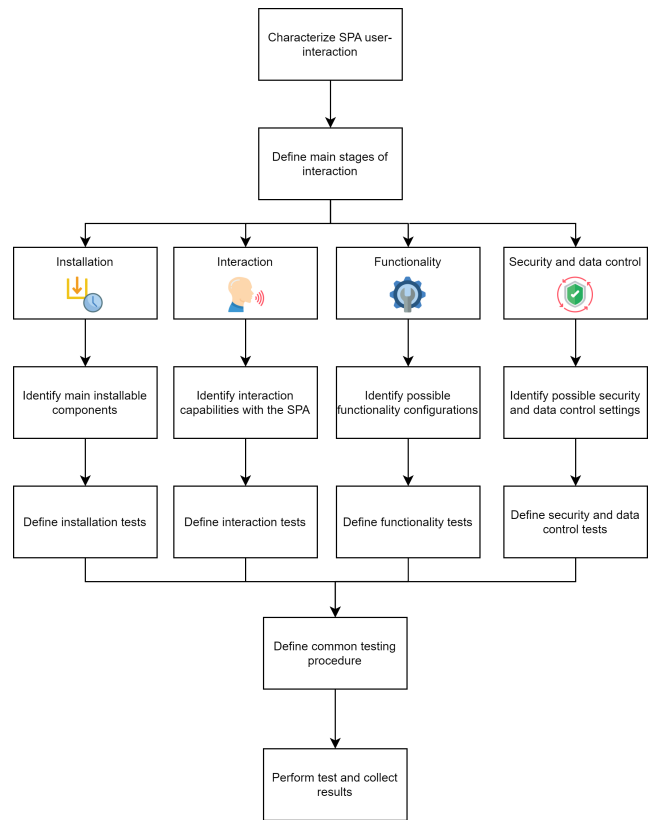 Characterize SPA user-
interaction
Define main stages of
interaction
Installation
Interaction
Functionality
Security and data control
Identify main installable
components
Identify interaction
capabilities with the SPA
Identify possible
functionality configurations
Identify possible security
and data control settings
Define installation tests
Define interaction tests
Define functionality tests
Define security and data
control tests
Define common testing
procedure
Perform test and collect
results